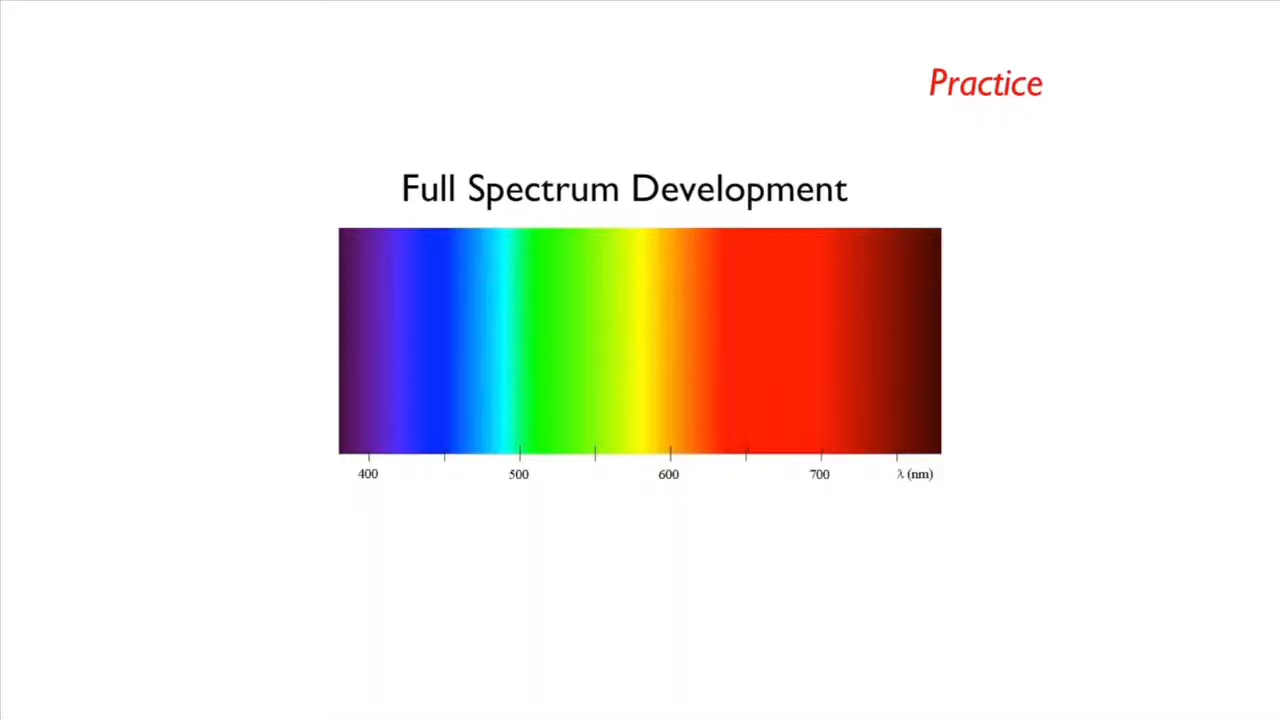 Practice
Full Spectrum Development
400 500 600 700 λ (nm)